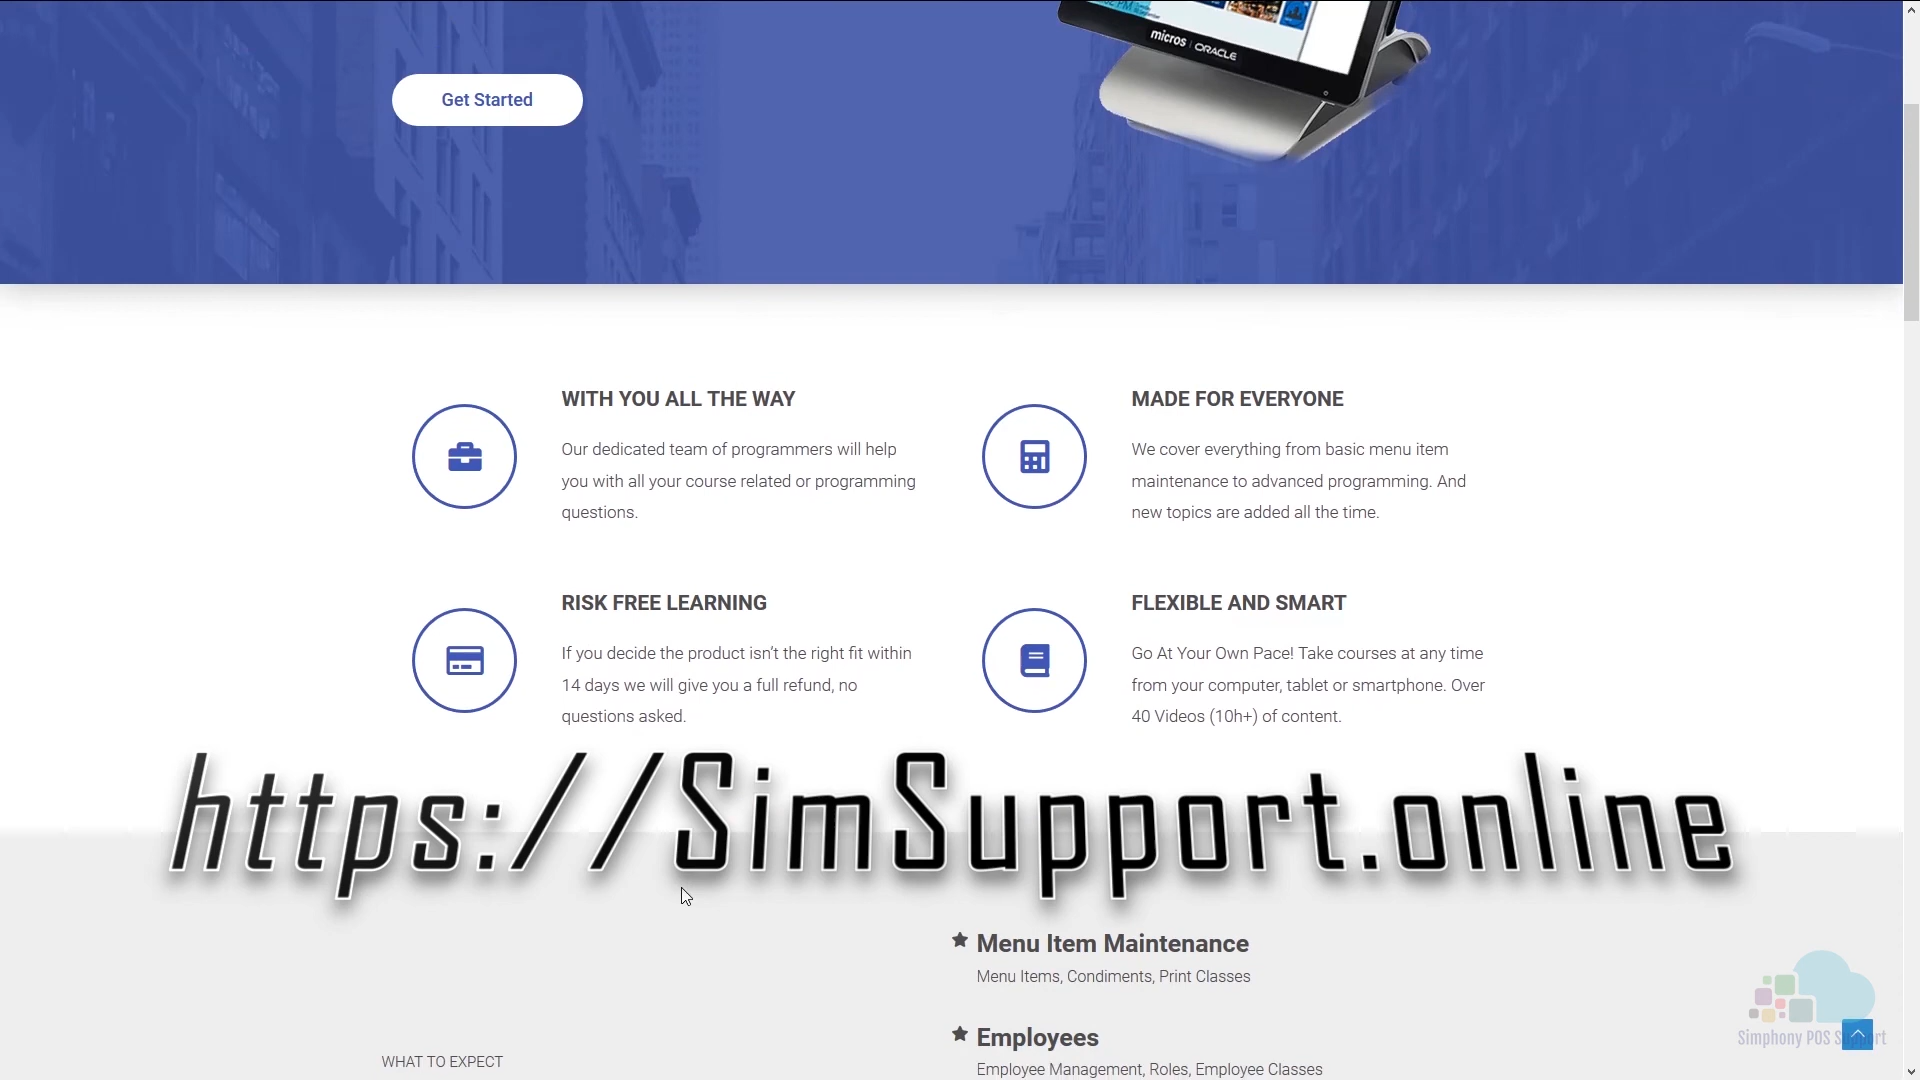 micros | ORACLE
Get Started
WITH YOU ALL THE WAY
Our dedicated team of programmers will help
you with all your course related or programming
questions.
MADE FOR EVERYONE
We cover everything from basic menu item
maintenance to advanced programming. And
new topics are added all the time.
RISK FREE LEARNING
If you decide the product isn't the right fit within
14 days we will give you a full refund, no
questions asked.
FLEXIBLE AND SMART
Go At Your Own Pace! Take courses at any time
from your computer, tablet or smartphone. Over
40 Videos (10h+) of content.
https://SimSupport.online
Menu Item Maintenance
Menu Items, Condiments, Print Classes
Employees
Employee Management, Roles, Employee Classes
WHAT TO EXPECT
Simphony POS Support